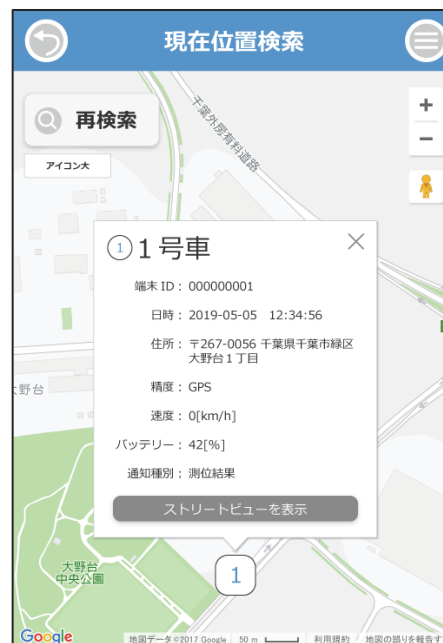 現在位置検索
千葉外房有料道路
再検索
+
アイコン大
−
① 1 号車
端末 ID： 000000001
日時： 2019-05-05 12:34:56
住所： 〒267-0056 千葉県千葉市緑区
大野台１丁目
精度： GPS
速度： 0[km/h]
バッテリー： 42[%]
通知種別： 測位結果
ストリートビューを表示
大野台
大野台
中央公園
1
Google
地図データ ©2017 Google 50 m 利用規約 地図の誤りを報告す